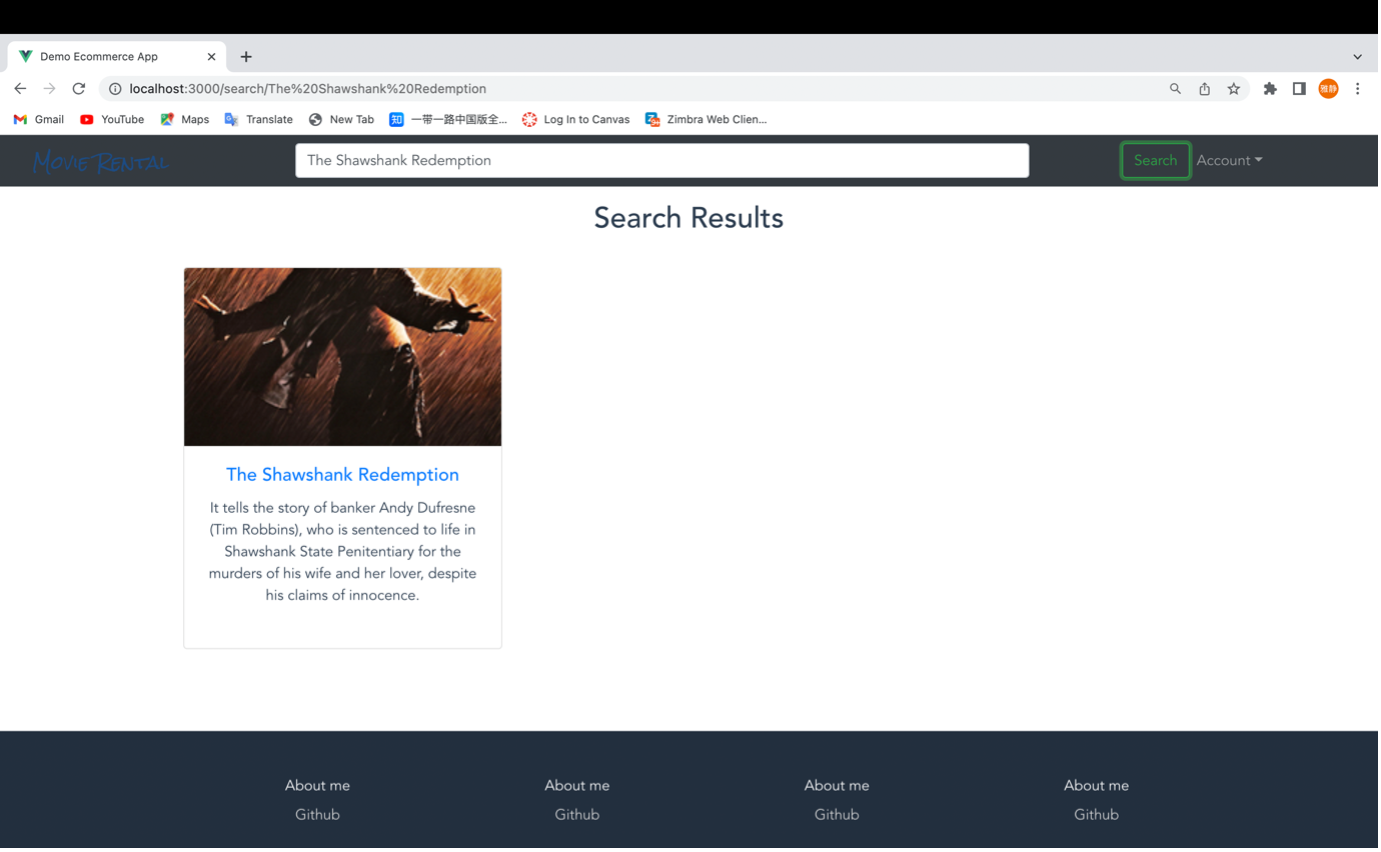 Demo Ecommerce App
localhost:3000/search/The%20Shawshank%20Redemption
雅静
Gmail YouTube Maps Translate New Tab 知 一带一路中国版全... Log In to Canvas Zimbra Web Clien...
Movie Rental The Shawshank Redemption Search Account
Search Results
The Shawshank Redemption
It tells the story of banker Andy Dufresne
(Tim Robbins), who is sentenced to life in
Shawshank State Penitentiary for the
murders of his wife and her lover, despite
his claims of innocence.
About me About me About me About me
Github Github Github Github